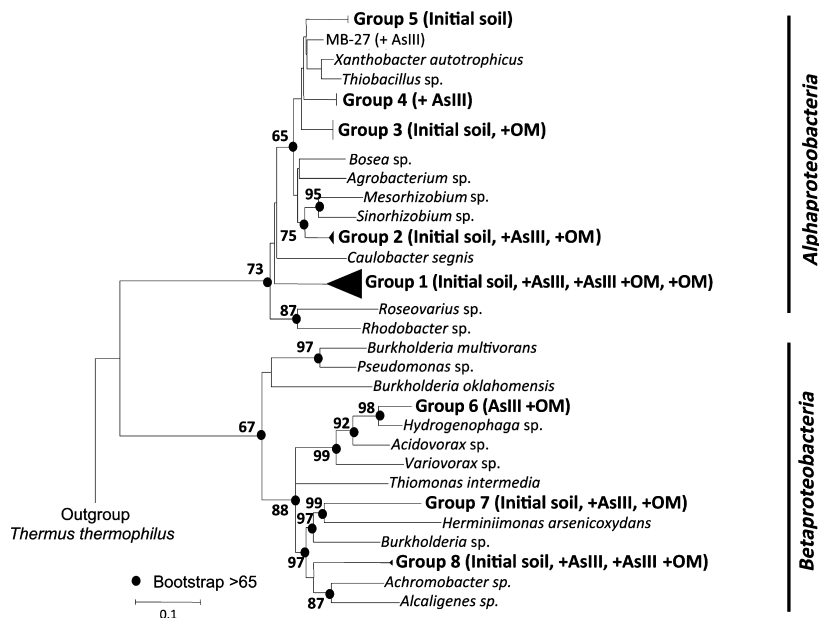 Group 5 (Initial soil)
MB-27 (+ AsIII)
Xanthobacter autotrophicus
Thiobacillus sp.
Group 4 (+ AsIII)
Group 3 (Initial soil, +OM)
65
Bosea sp.
Agrobacterium sp.
95
Mesorhizobium sp.
Sinorhizobium sp.
75
Group 2 (Initial soil, +AsIII, +OM)
Caulobacter segnis
73
Group 1 (Initial soil, +AsIII, +AsIII +OM, +OM)
87
Roseovarius sp.
Rhodobacter sp.
Alphaproteobacteria
97
Burkholderia multivorans
Pseudomonas sp.
Burkholderia oklahomensis
98
Group 6 (AsIII +OM)
92
Hydrogenophaga sp.
67
Acidovorax sp.
99
Variovorax sp.
Thiomonas intermedia
88
99
Group 7 (Initial soil, +AsIII, +OM)
97
Herminiimonas arsenicoxydans
Burkholderia sp.
97
Group 8 (Initial soil, +AsIII, +AsIII +OM)
Achromobacter sp.
87
Alcaligenes sp.
Betaproteobacteria
Outgroup
Thermus thermophilus
Bootstrap >65
0.1